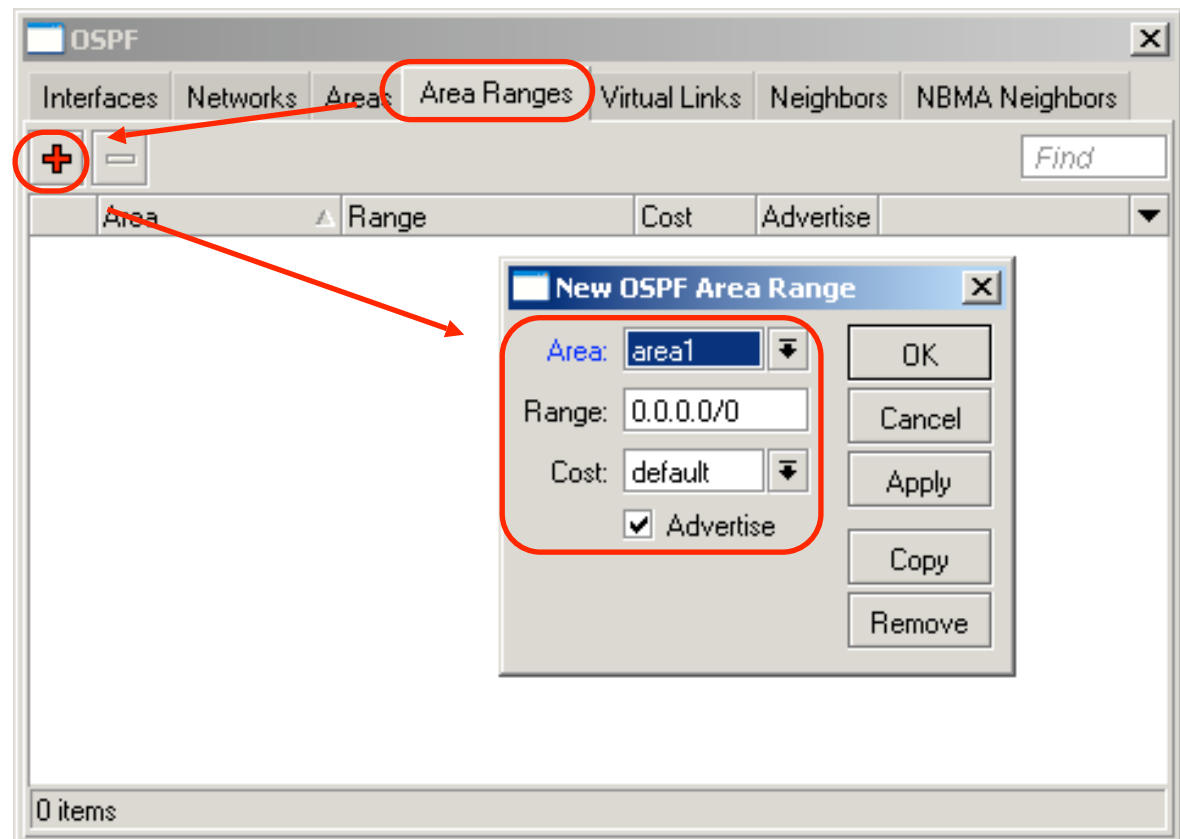 OSPF
Interfaces Networks Areas Area Ranges Virtual Links Neighbors NBMA Neighbors
Find
Area Range Cost Advertise
New OSPF Area Range
Area: area1 OK
Range: 0.0.0.0/0 Cancel
Cost: default Apply
Advertise
Copy
Remove
0 items